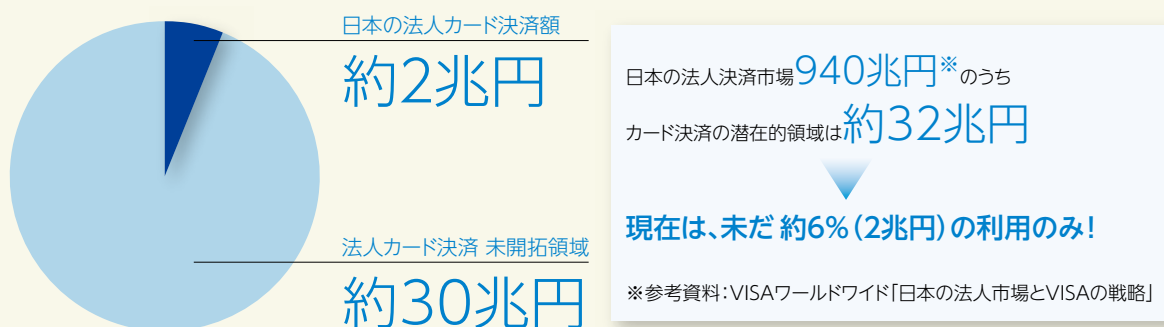 日本の法人カード決済額
約2兆円
法人カード決済 未開拓領域
約30兆円
日本の法人決済市場940兆円※のうち
カード決済の潜在的領域は約32兆円
現在は、未だ 約6%(2兆円)の利用のみ!
※参考資料:VISAワールドワイド「日本の法人市場とVISAの戦略」